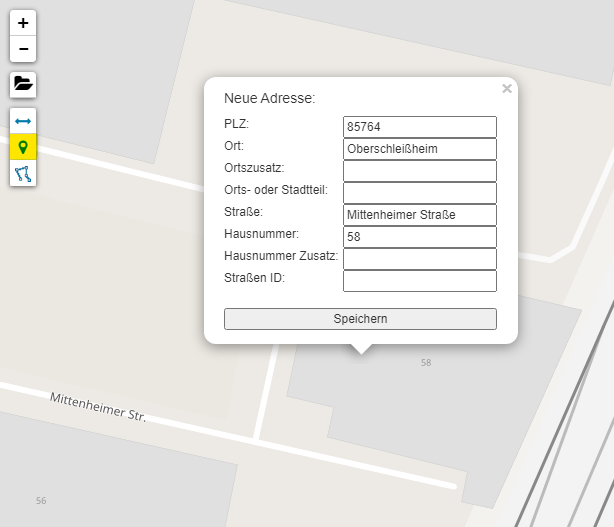 +
−
Neue Adresse:
×
PLZ: 85764
Ort: Oberschleißheim
Ortszusatz:
Orts- oder Stadtteil:
Straße: Mittenheimer Straße
Hausnummer: 58
Hausnummer Zusatz:
Straßen ID:
Speichern
58
Mittenheimer Str.
56